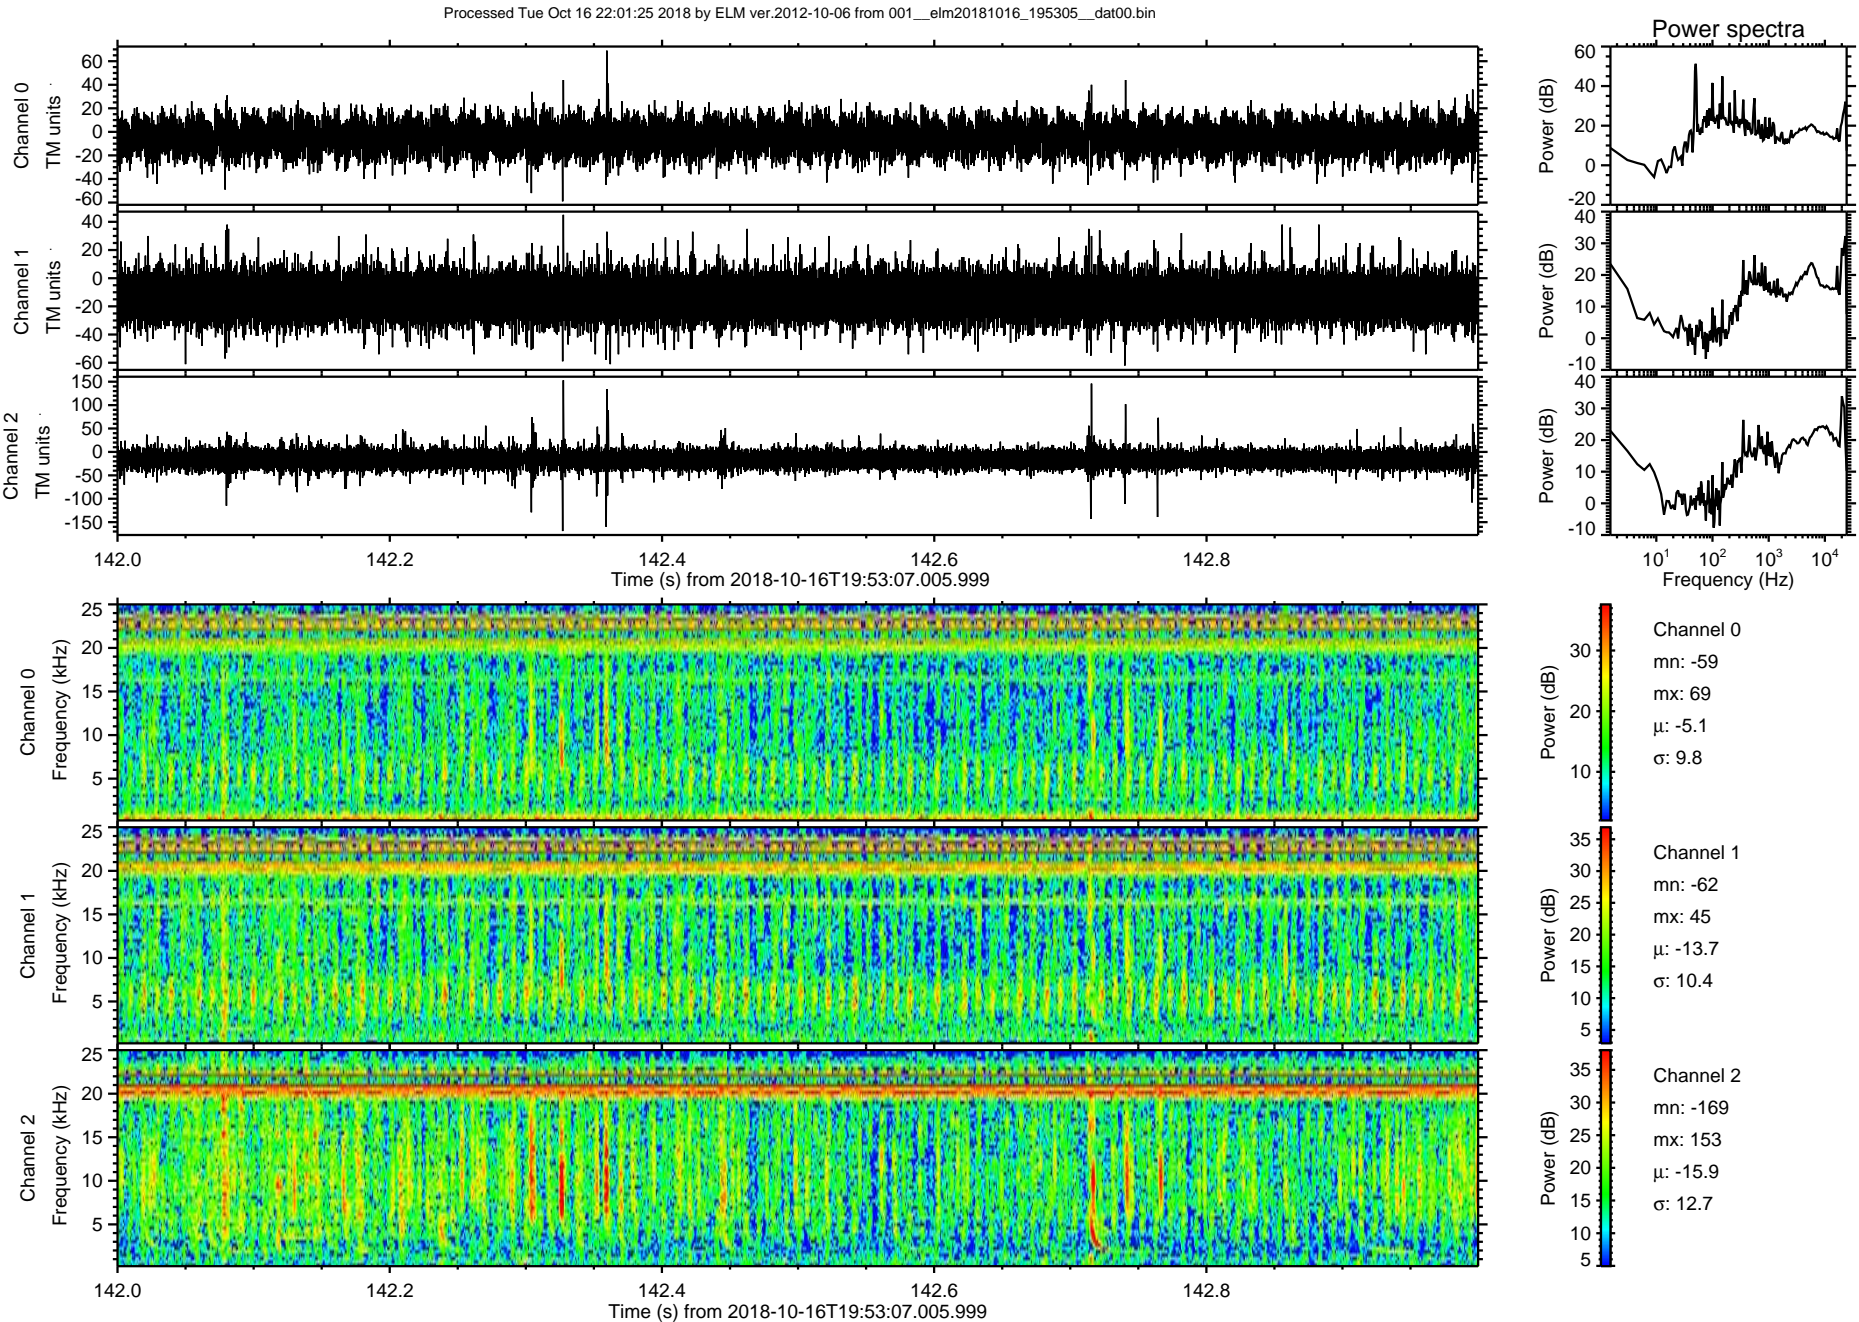 Processed Tue Oct 16 22:01:25 2018 by ELM ver.2012-10-06 from 001__elm20181016_195305__dat00.bin
Power spectra
Channel 0
TM units
60
40
20
0
-20
-40
-60
Power (dB)
60
40
20
0
-20
Channel 1
TM units
40
20
0
-20
-40
-60
Power (dB)
40
30
20
10
0
-10
Channel 2
TM units
150
100
50
0
-50
-100
-150
Power (dB)
40
30
20
10
0
-10
142.0 142.2 142.4 142.6 142.8
Time (s) from 2018-10-16T19:53:07.005.999
10^1 10^2 10^3 10^4
Frequency (Hz)
Channel 0
Frequency (kHz)
25
20
15
10
5
Power (dB)
30
20
10
Channel 0
mn: -59
mx: 69
μ: -5.1
σ: 9.8
Channel 1
Frequency (kHz)
25
20
15
10
5
Power (dB)
35
30
25
20
15
10
5
Channel 1
mn: -62
mx: 45
μ: -13.7
σ: 10.4
Channel 2
Frequency (kHz)
25
20
15
10
5
Power (dB)
35
30
25
20
15
10
5
Channel 2
mn: -169
mx: 153
μ: -15.9
σ: 12.7
142.0 142.2 142.4 142.6 142.8
Time (s) from 2018-10-16T19:53:07.005.999